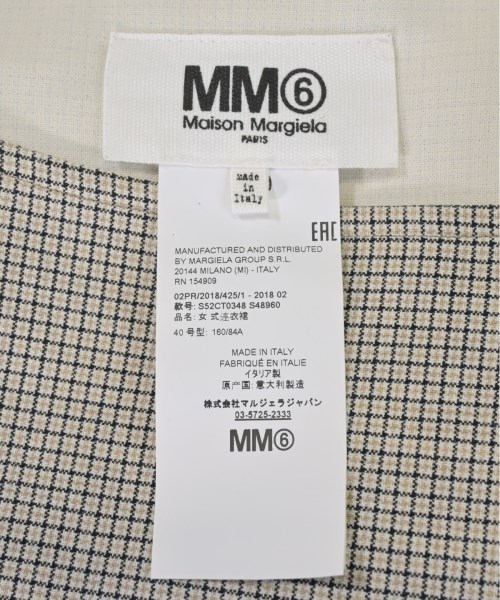 MM⑥
Maison Margiela
PARIS
Made
in
Italy
EAC
MANUFACTURED AND DISTRIBUTED
BY MARGIELA GROUP S.R.L.
20144 MILANO (MI) - ITALY
RN 154909
02PR/2018/425/1 - 2018 02
款号: S52CT0348 S48960
品名: 女 式连衣裙
40 号型: 160/84A
MADE IN ITALY
FABRIQUÉ EN ITALIE
イタリア製
原产国: 意大利製造
株式会社マルジェラジャパン
03-5725-2333
MM⑥